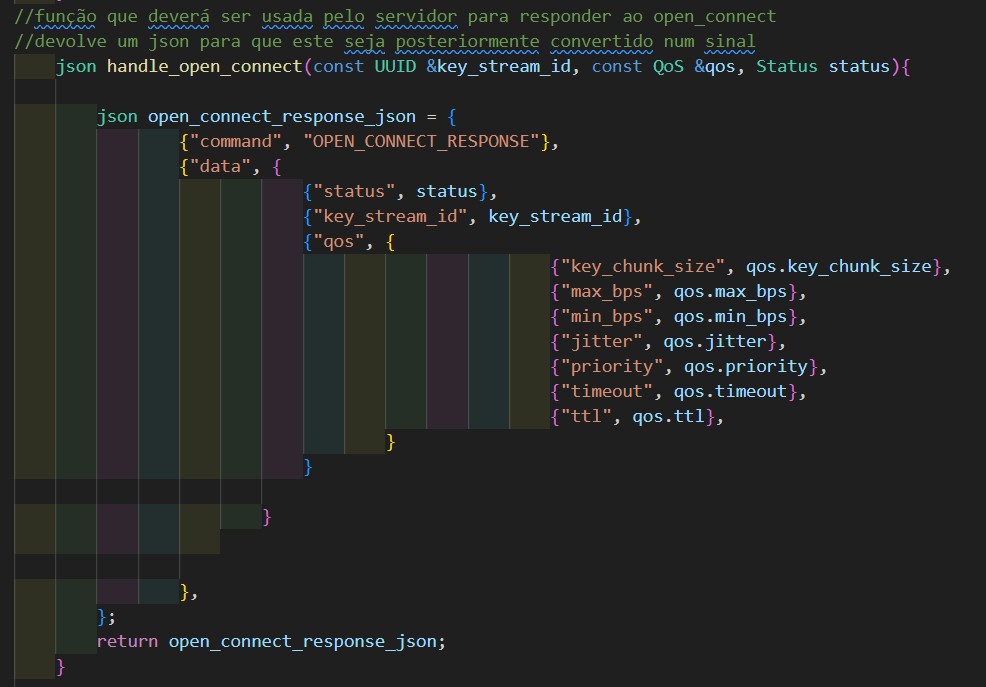 //função que deverá ser usada pelo servidor para responder ao open_connect
//devolve um json para que este seja posteriormente convertido num sinal
json handle_open_connect(const UUID &key_stream_id, const QoS &qos, Status status){
json open_connect_response_json = {
{"command", "OPEN_CONNECT_RESPONSE"},
{"data", {
{"status", status},
{"key_stream_id", key_stream_id},
{"qos", {
{"key_chunk_size", qos.key_chunk_size},
{"max_bps", qos.max_bps},
{"min_bps", qos.min_bps},
{"jitter", qos.jitter},
{"priority", qos.priority},
{"timeout", qos.timeout},
{"ttl", qos.ttl},
}
}
}
},
};
return open_connect_response_json;
}